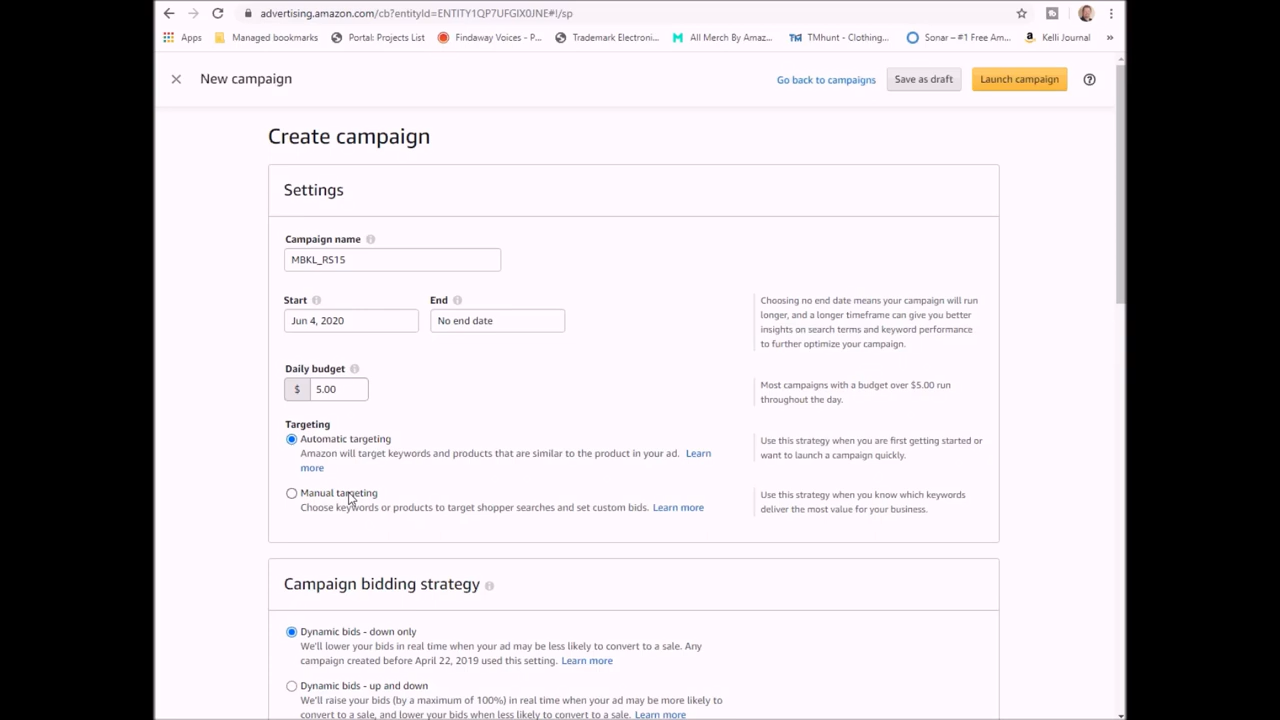 advertising.amazon.com/cb?entityId=ENTITY1QP7UFGIX0JNE#!/sp
Apps Managed bookmarks Portal: Projects List Findaway Voices - P... Trademark Electroni... All Merch By Amaz... TMhunt - Clothing... Sonar – #1 Free Am... Kelli Journal »
New campaign Go back to campaigns Save as draft Launch campaign
Create campaign
Settings
Campaign name
MBKL_RS15
Start End
Jun 4, 2020 No end date
Choosing no end date means your campaign will run
longer, and a longer timeframe can give you better
insights on search terms and keyword performance
to further optimize your campaign.
Daily budget
$ 5.00
Most campaigns with a budget over $5.00 run
throughout the day.
Targeting
Automatic targeting
Amazon will target keywords and products that are similar to the product in your ad. Learn
more
Use this strategy when you are first getting started or
want to launch a campaign quickly.
Manual targeting
Choose keywords or products to target shopper searches and set custom bids. Learn more
Use this strategy when you know which keywords
deliver the most value for your business.
Campaign bidding strategy
Dynamic bids - down only
We'll lower your bids in real time when your ad may be less likely to convert to a sale. Any
campaign created before April 22, 2019 used this setting. Learn more
Dynamic bids - up and down
We'll raise your bids (by a maximum of 100%) in real time when your ad may be more likely to
convert to a sale, and lower your bids when less likely to convert to a sale. Learn more